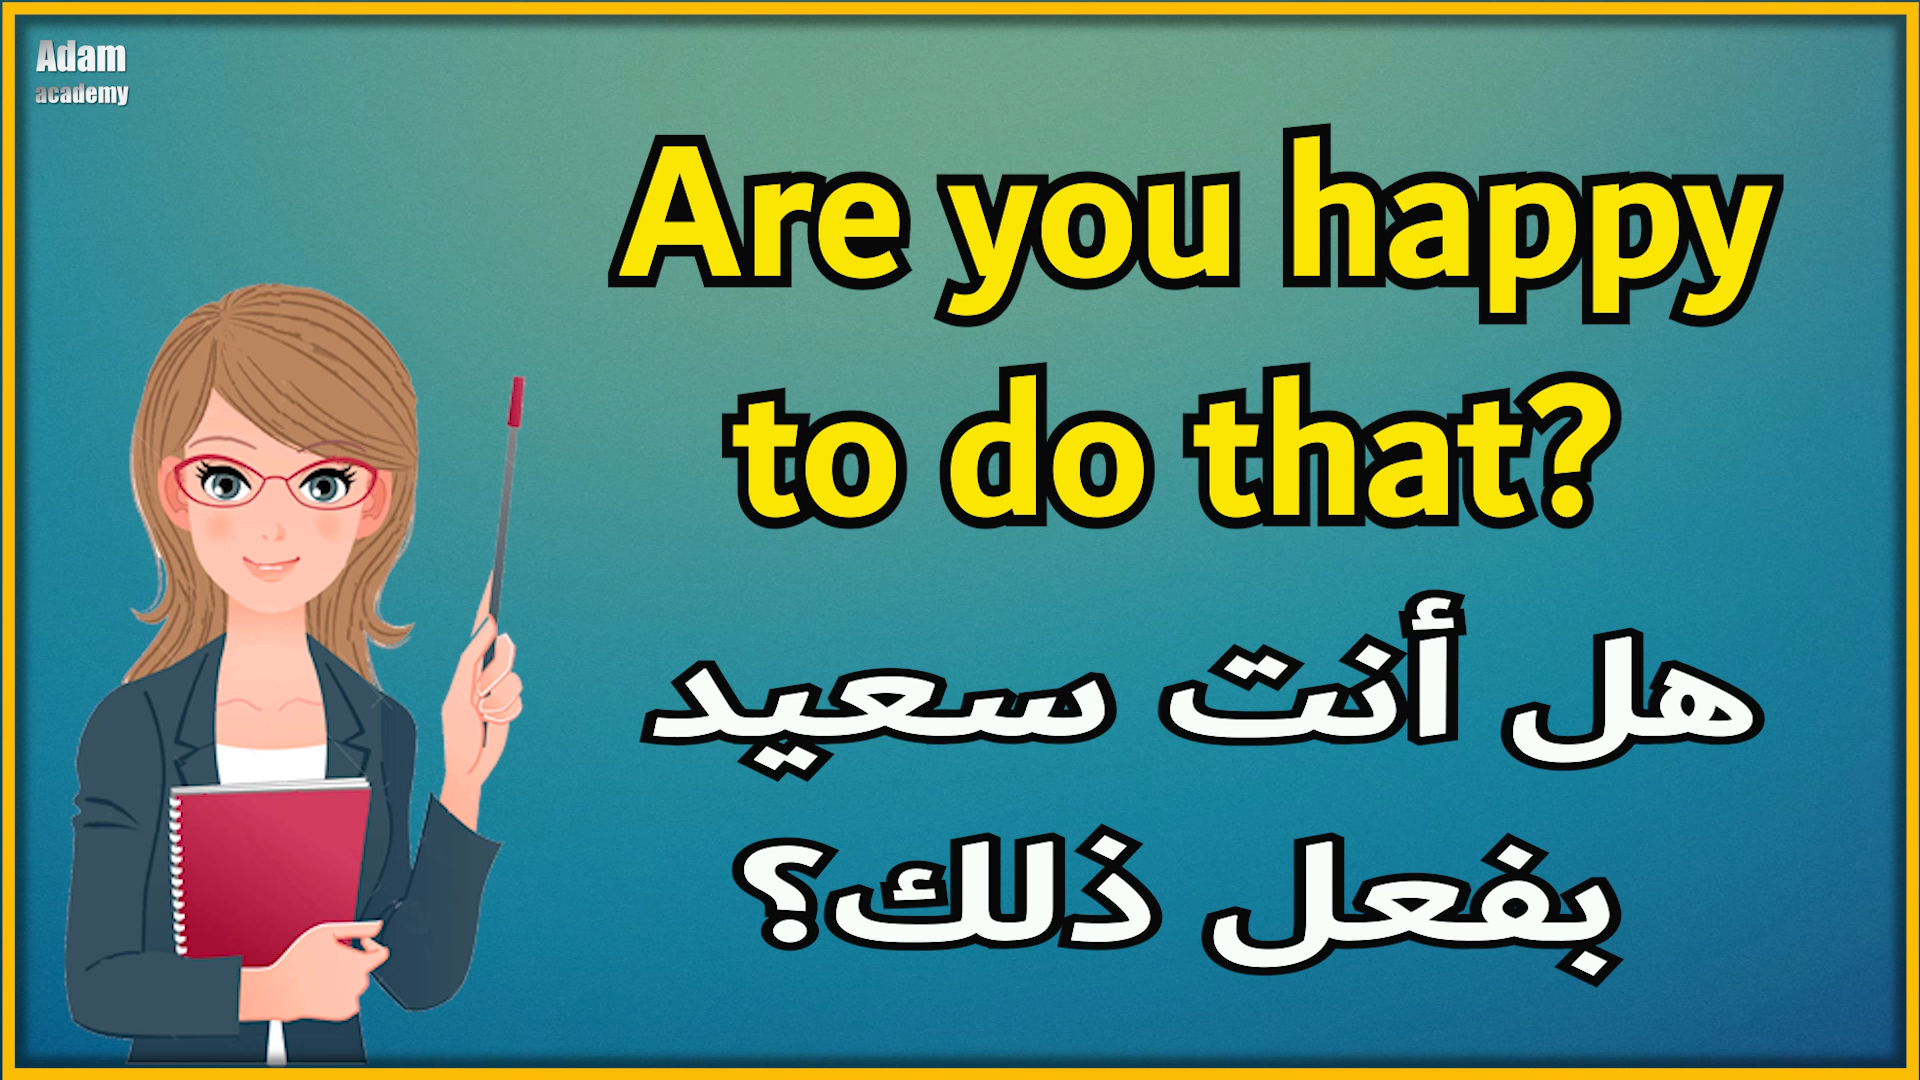 Adam
academy
Are you happy
to do that?
هل أنت سعيد
بفعل ذلك؟